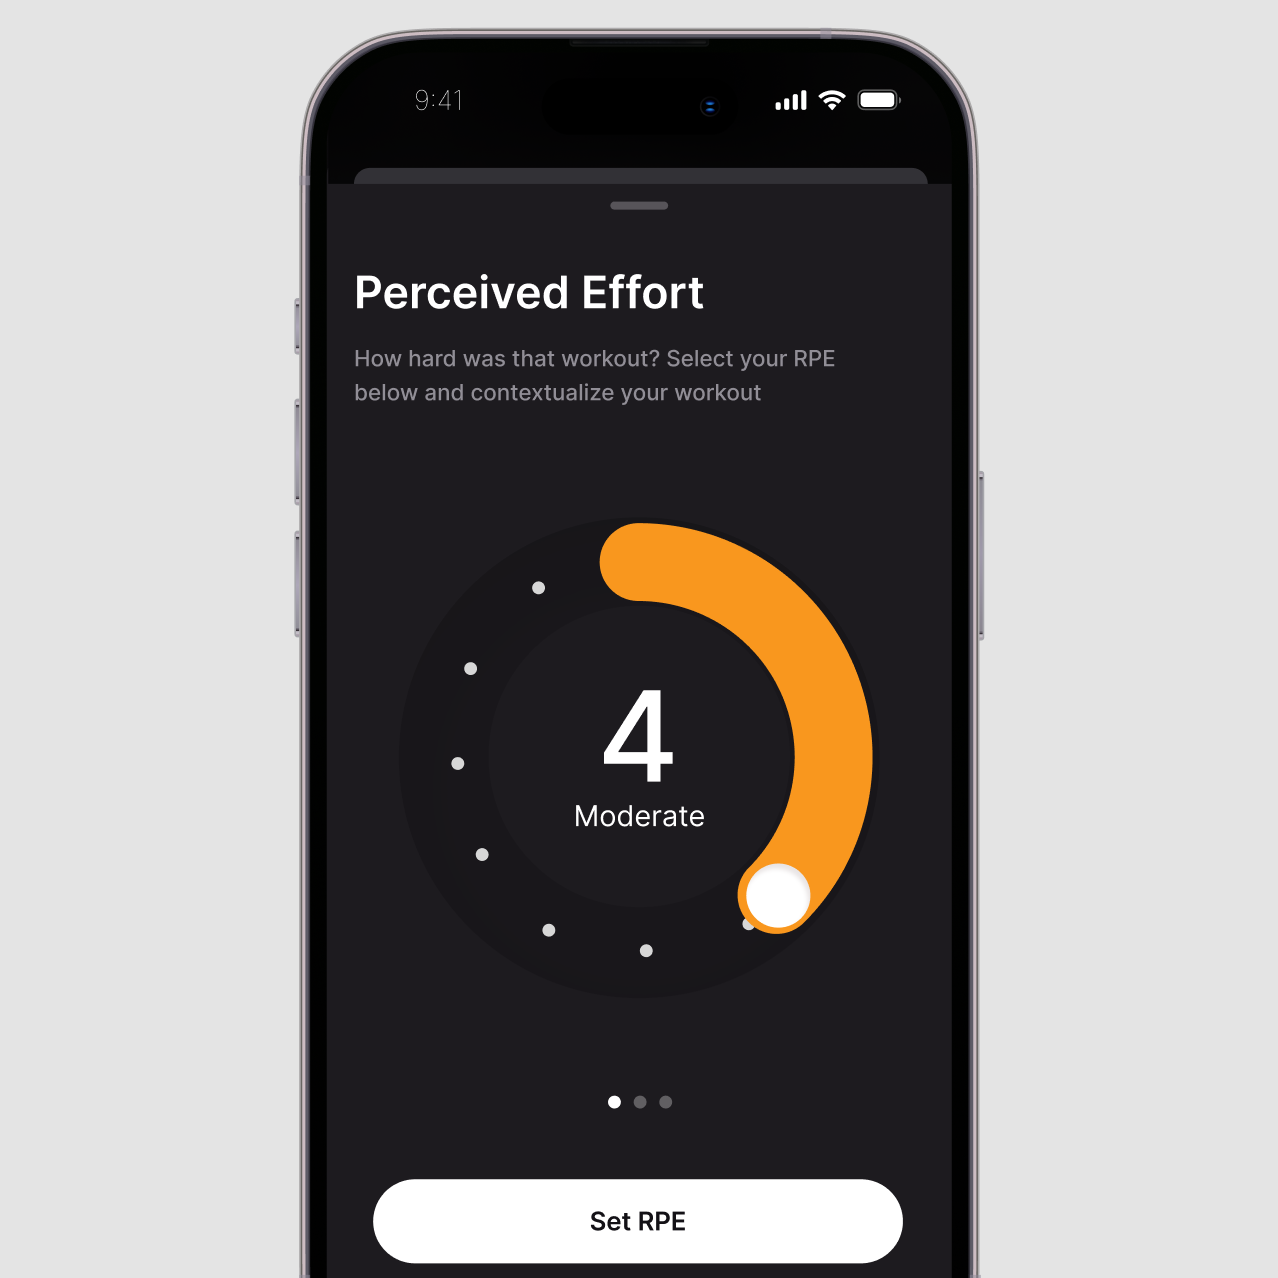 9:41
Perceived Effort
How hard was that workout? Select your RPE
below and contextualize your workout
4
Moderate
Set RPE